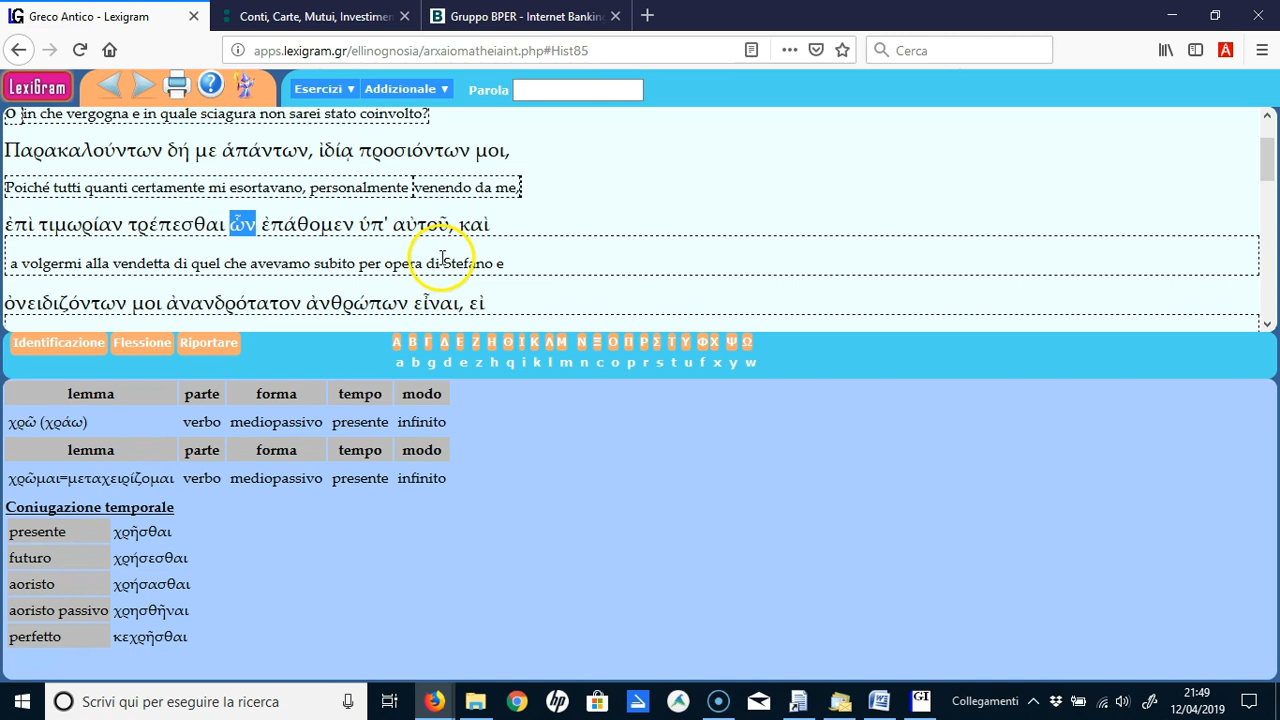 Greco Antico - Lexigram
Conti, Carte, Mutui, Investimen
Gruppo BPER - Internet Banking
apps.lexigram.gr/ellinognosia/arxaiomatheiaint.php#Hist85
Cerca
LEXIGRAM
Esercizi ▼ Addizionale ▼ Parola
O in che vergogna e in quale sciagura non sarei stato coinvolto?
Παρακαλούντων δή με ἁπάντων, ἰδίᾳ προσιόντων μοι,
Poiché tutti quanti certamente mi esortavano, personalmente venendo da me,
ἐπὶ τιμωρίαν τρέπεσθαι ὧν ἐπάθομεν ὑπ' αὐτοῦ, καὶ
a volgermi alla vendetta di quel che avevamo subito per opera di Stefano e
ὀνειδιζόντων μοι ἀνανδρότατον ἀνθρώπων εἶναι, εἰ
Identificazione Flessione Riportare
Α Β Γ Δ Ε Ζ Η Θ Ι Κ Λ Μ Ν Ξ Ο Π Ρ Σ Τ Υ Φ Χ Ψ Ω
a b g d e z h q i k l m n c o p r s t u f x y w
lemma parte forma tempo modo
χρῶ (χράω) verbo mediopassivo presente infinito
lemma parte forma tempo modo
χρῶμαι=μεταχειρίζομαι verbo mediopassivo presente infinito
Coniugazione temporale
presente χρῆσθαι
futuro χρήσεσθαι
aoristo χρήσασθαι
aoristo passivo χρησθῆναι
perfetto κεχρῆσθαι
Scrivi qui per eseguire la ricerca
Collegamenti
21:49
12/04/2019